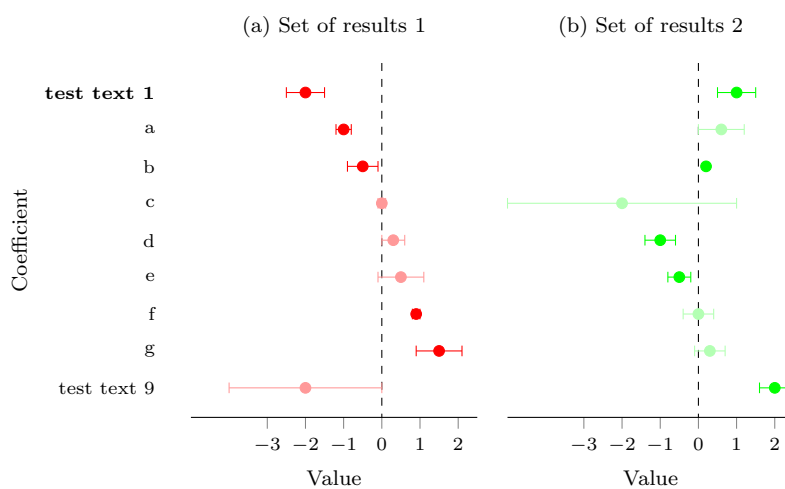 (a) Set of results 1
(b) Set of results 2
Coefficient
test text 1
a
b
c
d
e
f
g
test text 9
−3 −2 −1 0 1 2
−3 −2 −1 0 1 2
Value
Value